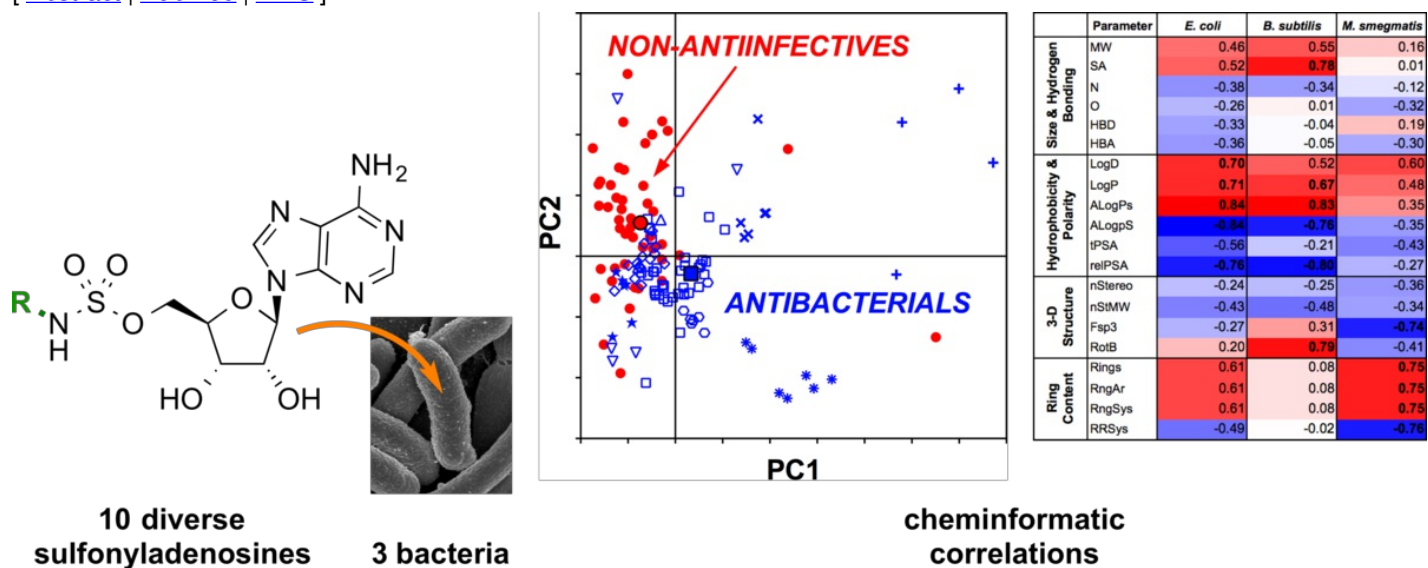 NH2
N
N
N
N
O O
S
R
N
H
O
O
HO
OH
10 diverse
sulfonyladenosines
3 bacteria
NON-ANTIINFECTIVES
PC2
ANTIBACTERIALS
PC1
Parameter E. coli B. subtilis M. smegmatis
Size & Hydrogen
Bonding
MW 0.46 0.55 0.16
SA 0.52 0.78 0.01
N -0.38 -0.34 -0.12
O -0.26 0.01 -0.32
HBD -0.33 -0.04 0.19
HBA -0.36 -0.05 -0.30
Hydrophobicity &
Polarity
LogD 0.70 0.52 0.60
LogP 0.71 0.67 0.48
ALogPs 0.84 0.83 0.35
ALogpS -0.84 -0.76 -0.35
tPSA -0.56 -0.21 -0.43
relPSA -0.76 -0.80 -0.27
3-D
Structure
nStereo -0.24 -0.25 -0.36
nStMW -0.43 -0.48 -0.34
Fsp3 -0.27 0.31 -0.74
RotB 0.20 0.79 -0.41
Ring
Content
Rings 0.61 0.08 0.75
RngAr 0.61 0.08 0.75
RngSys 0.61 0.08 0.75
RRSys -0.49 -0.02 -0.76
cheminformatic
correlations